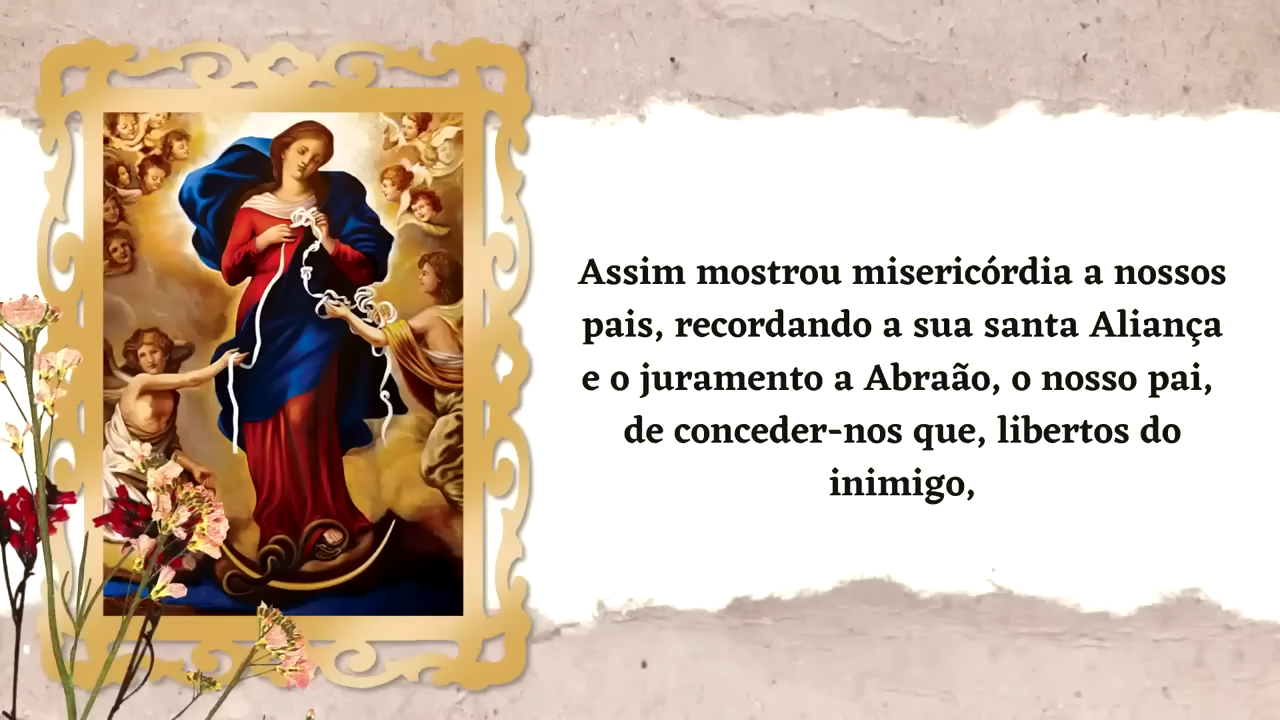 Assim mostrou misericórdia a nossos
pais, recordando a sua santa Aliança
e o juramento a Abraão, o nosso pai,
de conceder-nos que, libertos do
inimigo,